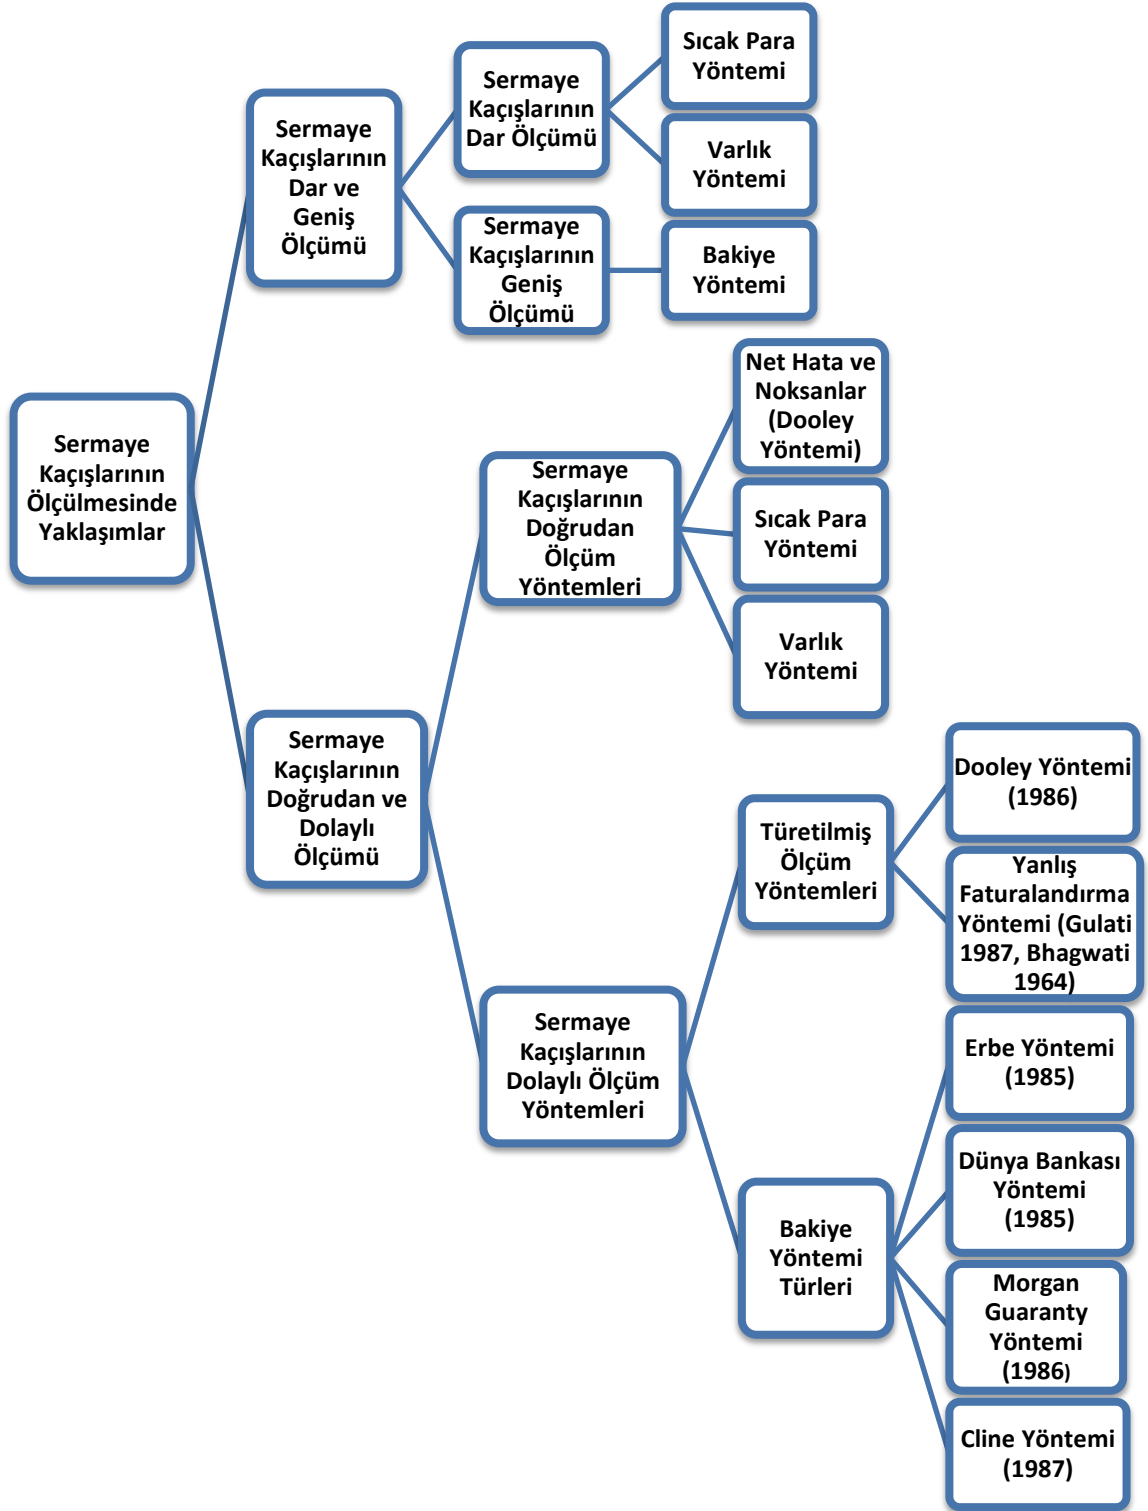 Sermaye
Kaçışlarının
Ölçülmesinde
Yaklaşımlar
Sermaye
Kaçışlarının
Dar ve
Geniş
Ölçümü
Sermaye
Kaçışlarının
Dar Ölçümü
Sıcak Para
Yöntemi
Varlık
Yöntemi
Sermaye
Kaçışlarının
Geniş
Ölçümü
Bakiye
Yöntemi
Sermaye
Kaçışlarının
Doğrudan ve
Dolaylı
Ölçümü
Sermaye
Kaçışlarının
Doğrudan
Ölçüm
Yöntemleri
Net Hata ve
Noksanlar
(Dooley
Yöntemi)
Sıcak Para
Yöntemi
Varlık
Yöntemi
Sermaye
Kaçışlarının
Dolaylı Ölçüm
Yöntemleri
Türetilmiş
Ölçüm
Yöntemleri
Dooley Yöntemi
(1986)
Yanlış
Faturalandırma
Yöntemi (Gulati
1987, Bhagwati
1964)
Bakiye
Yöntemi
Türleri
Erbe Yöntemi
(1985)
Dünya Bankası
Yöntemi
(1985)
Morgan
Guaranty
Yöntemi
(1986)
Cline Yöntemi
(1987)